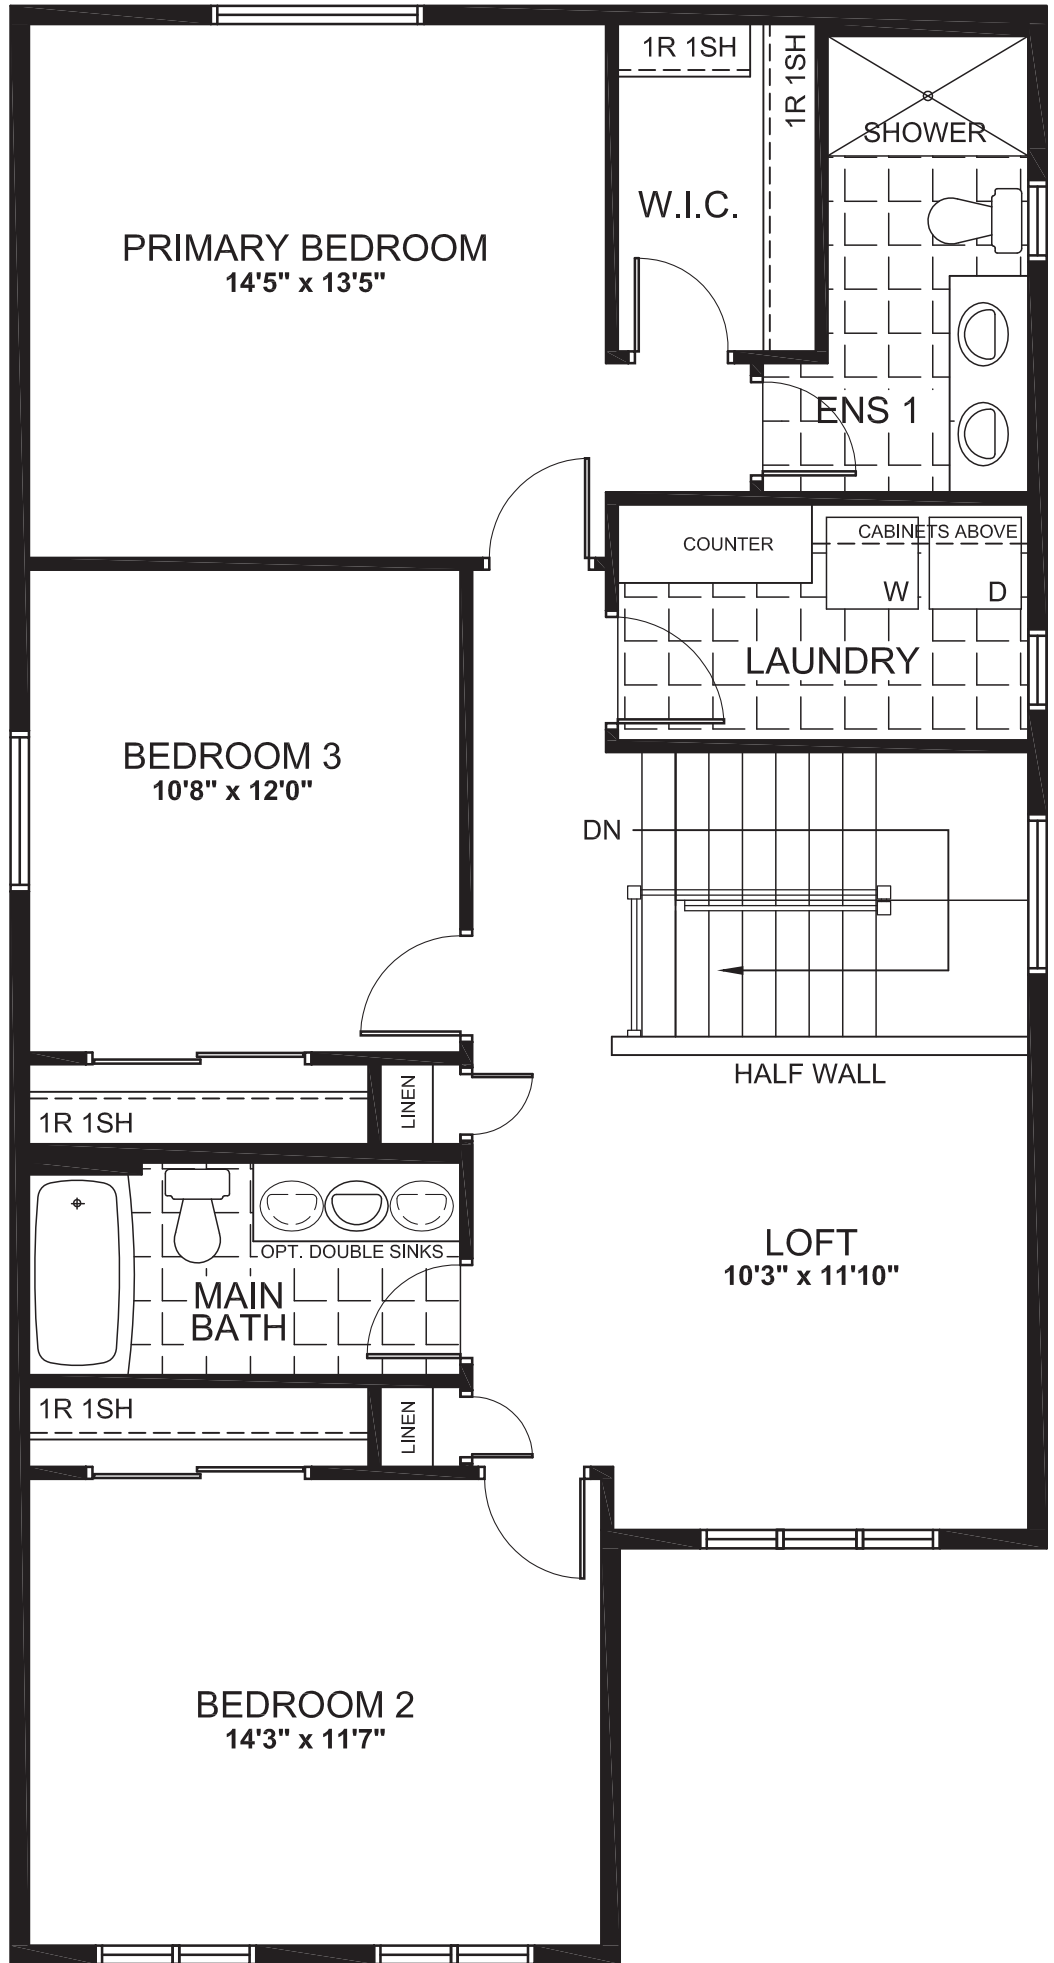 1R 1SH
1R 1SH
SHOWER
W.I.C.
PRIMARY BEDROOM
14'5" x 13'5"
ENS 1
COUNTER
CABINETS ABOVE
W
D
LAUNDRY
BEDROOM 3
10'8" x 12'0"
DN
HALF WALL
1R 1SH
LINEN
OPT. DOUBLE SINKS
MAIN
BATH
LOFT
10'3" x 11'10"
1R 1SH
LINEN
BEDROOM 2
14'3" x 11'7"